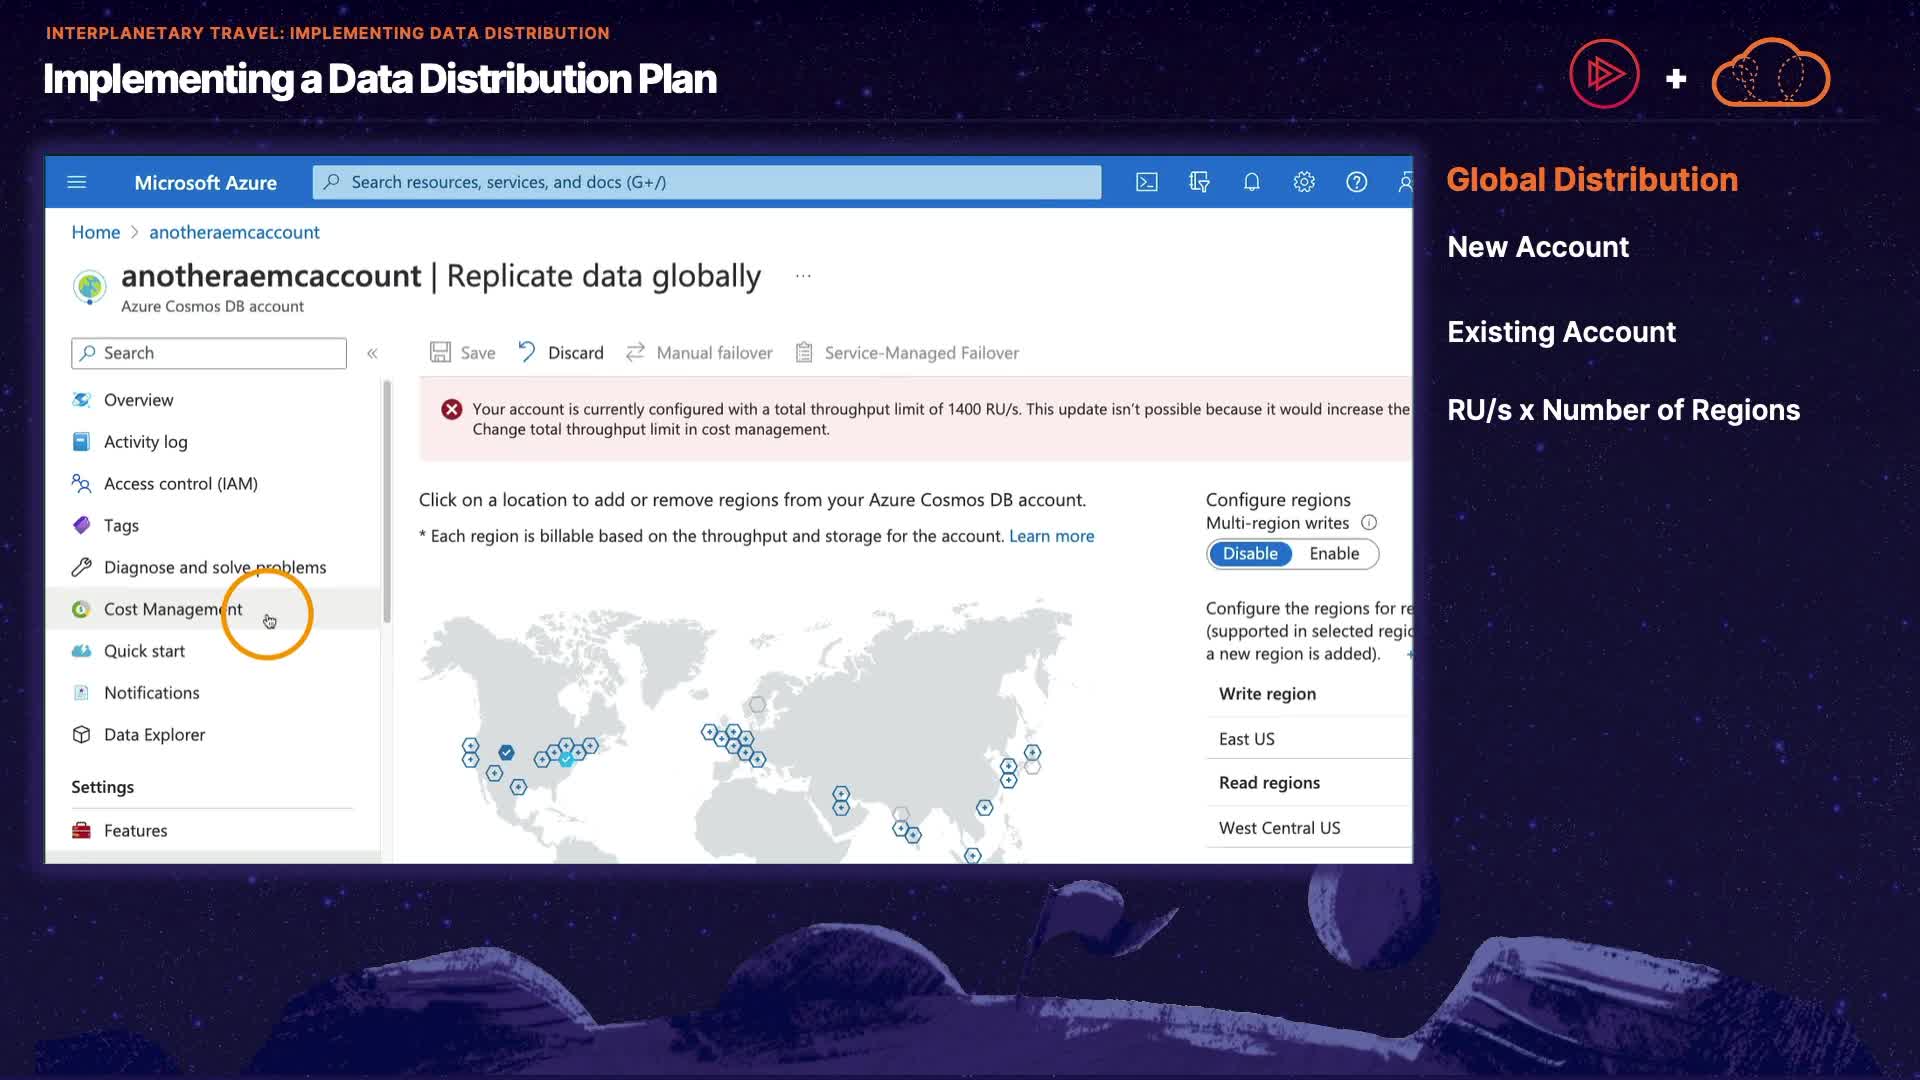 INTERPLANETARY TRAVEL: IMPLEMENTING DATA DISTRIBUTION
Implementing a Data Distribution Plan
Microsoft Azure
Search resources, services, and docs (G+/)
Home > anotheraemcaccount
anotheraemcaccount | Replicate data globally ...
Azure Cosmos DB account
Search
Save
Discard
Manual failover
Service-Managed Failover
Overview
Activity log
Access control (IAM)
Tags
Diagnose and solve problems
Cost Management
Quick start
Notifications
Data Explorer
Settings
Features
Your account is currently configured with a total throughput limit of 1400 RU/s. This update isn't possible because it would increase the
Change total throughput limit in cost management.
Click on a location to add or remove regions from your Azure Cosmos DB account.
* Each region is billable based on the throughput and storage for the account. Learn more
Configure regions
Multi-region writes
Disable Enable
Configure the regions for re
(supported in selected regio
a new region is added).
Write region
East US
Read regions
West Central US
Global Distribution
New Account
Existing Account
RU/s x Number of Regions